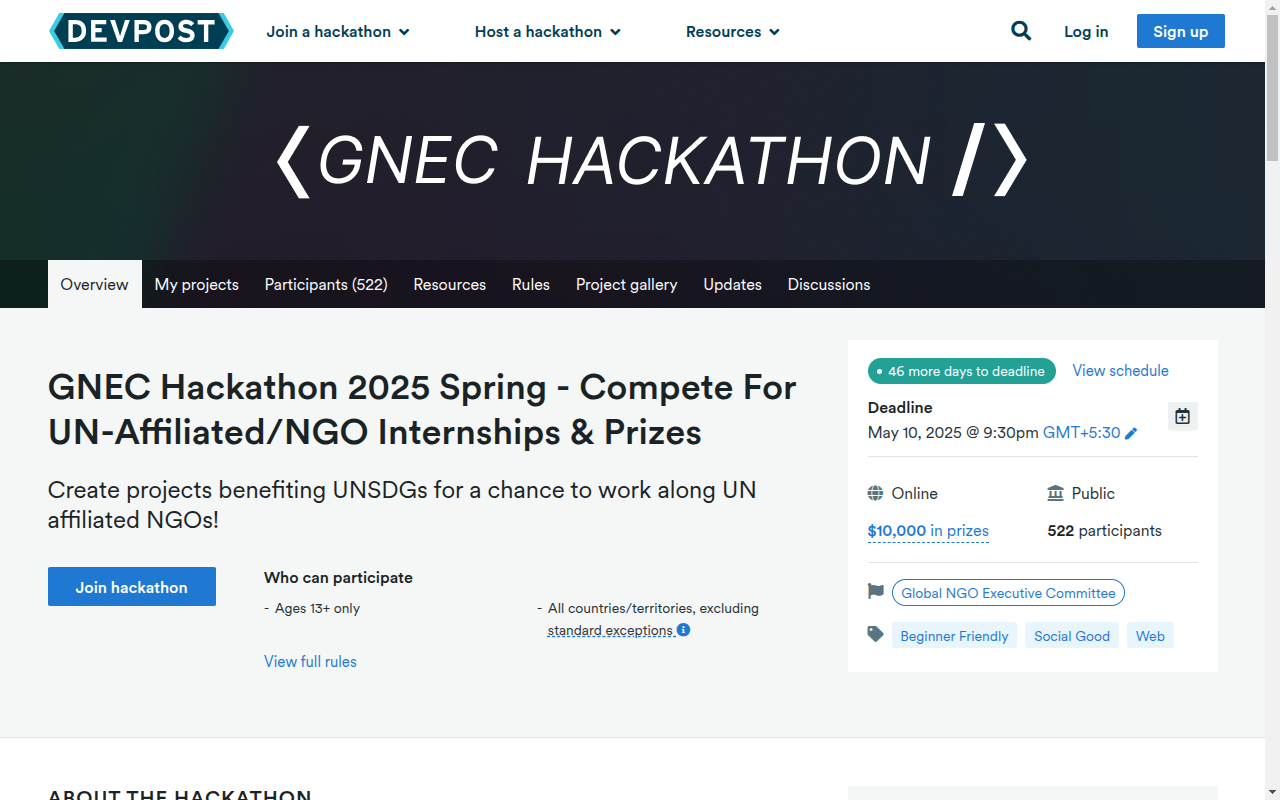 DEVPOST
Join a hackathon
Host a hackathon
Resources
Log in
Sign up
GNEC HACKATHON
Overview
My projects
Participants (522)
Resources
Rules
Project gallery
Updates
Discussions
GNEC Hackathon 2025 Spring - Compete For
UN-Affiliated/NGO Internships & Prizes
Create projects benefiting UNSDGs for a chance to work along UN
affiliated NGOs!
Join hackathon
Who can participate
- Ages 13+ only
- All countries/territories, excluding
standard exceptions
View full rules
46 more days to deadline
View schedule
Deadline
May 10, 2025 @ 9:30pm GMT+5:30
Online
Public
$10,000 in prizes
522 participants
Global NGO Executive Committee
Beginner Friendly
Social Good
Web
ABOUT THE HACKATHON